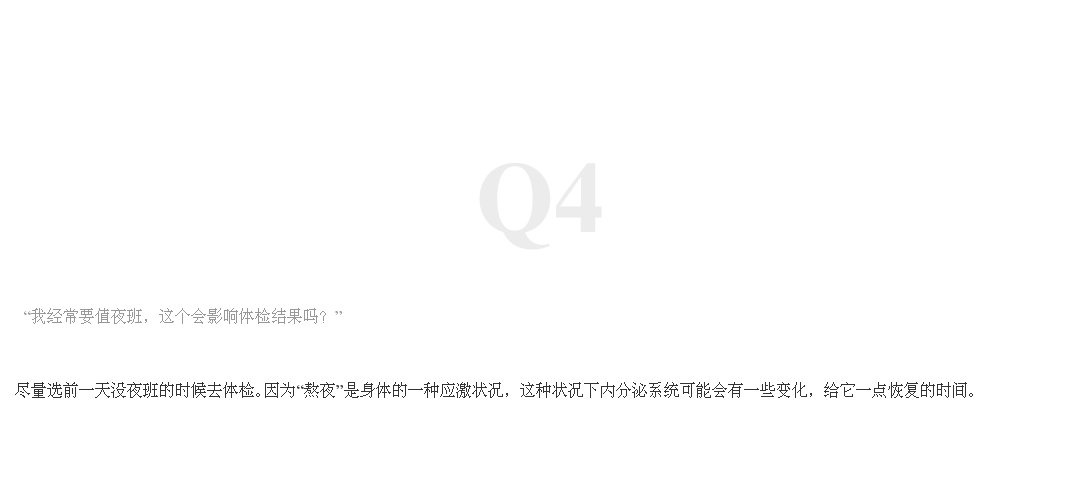 Q4
“我经常要值夜班，这个会影响体检结果吗？”
尽量选前一天没夜班的时候去体检。因为“熬夜”是身体的一种应激状况，这种状况下内分泌系统可能会有一些变化，给它一点恢复的时间。